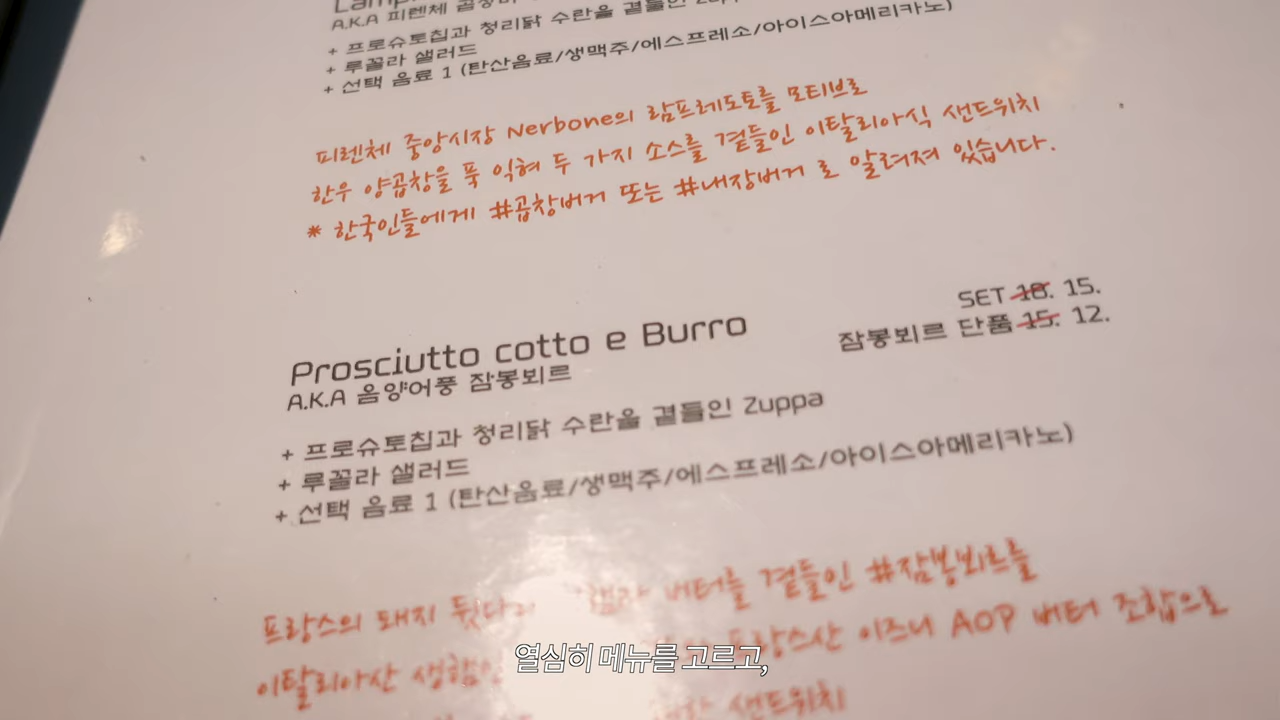 A.K.A 피렌체
+ 프로슈토칩과 청리닭 수란을 곁들인 Zuppa
+ 루꼴라 샐러드
+ 선택 음료 1 (탄산음료/생맥주/에스프레소/아이스아메리카노)
피렌체 중앙시장 Nerbone의 람프레도토를 모티브로
한우 양곱창을 푹 익혀 두 가지 소스를 곁들인 이탈리아식 샌드위치
* 한국인들에게 #곱창버거 또는 #내장버거 로 알려져 있습니다.
SET 18. 15.
Prosciutto cotto e Burro
잠봉뵈르 단품 15. 12.
A.K.A 음양어풍 잠봉뵈르
+ 프로슈토칩과 청리닭 수란을 곁들인 Zuppa
+ 루꼴라 샐러드
+ 선택 음료 1 (탄산음료/생맥주/에스프레소/아이스아메리카노)
프랑스의 돼지 뒷다리 버터를 곁들인 #잠봉뵈르를
이탈리아산 생햄인 프랑스산 이즈니 AOP 버터 조합으로
샌드위치
열심히 메뉴를 고르고,